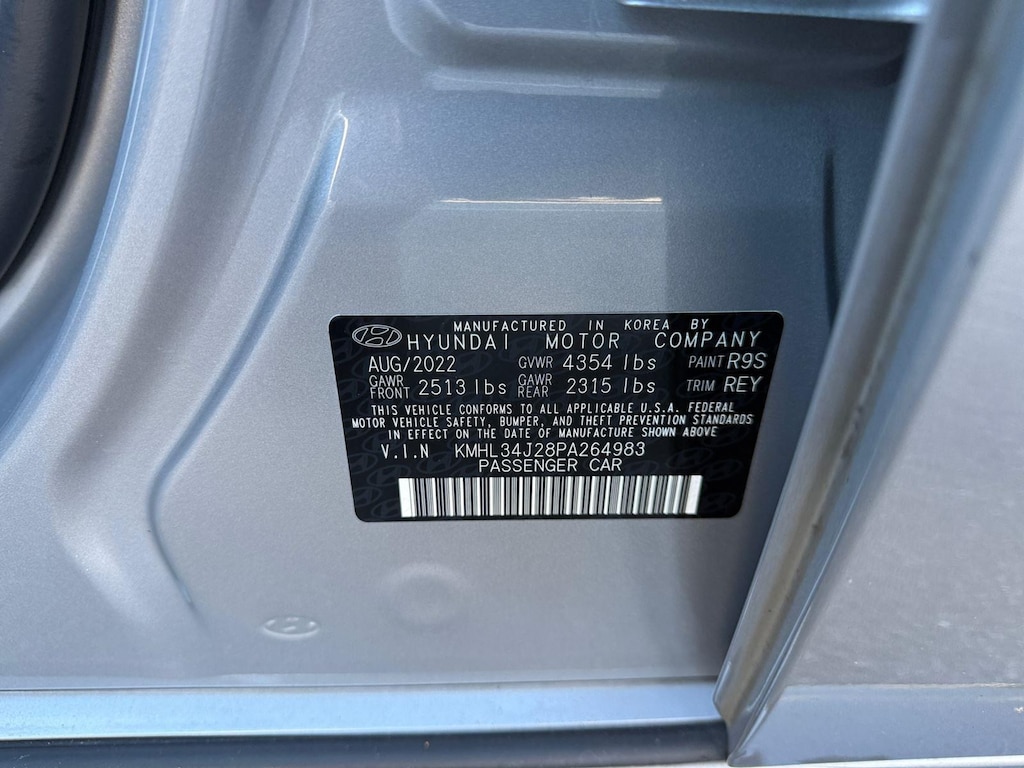 MANUFACTURED IN KOREA BY
HYUNDAI MOTOR COMPANY
AUG/2022 GVWR 4354 lbs PAINT R9S
GAWR FRONT 2513 lbs GAWR REAR 2315 lbs TRIM REY
THIS VEHICLE CONFORMS TO ALL APPLICABLE U.S.A. FEDERAL
MOTOR VEHICLE SAFETY, BUMPER, AND THEFT PREVENTION STANDARDS
IN EFFECT ON THE DATE OF MANUFACTURE SHOWN ABOVE
V.I.N KMHL34J28PA264983
PASSENGER CAR